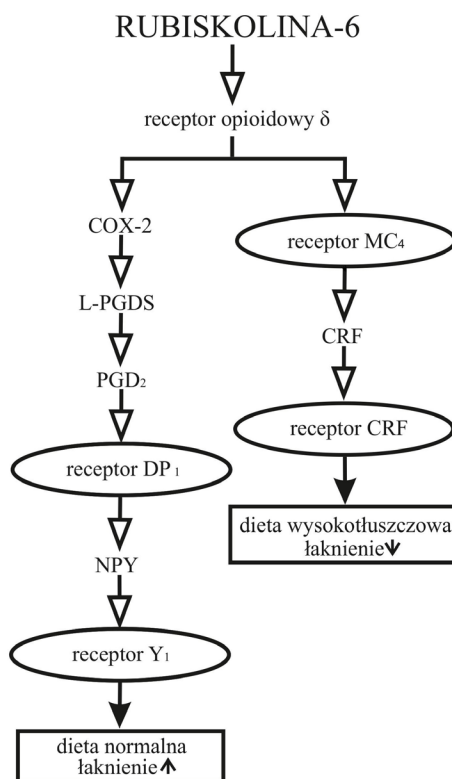 RUBISKOLINA-6
receptor opioidowy δ
COX-2
L-PGDS
PGD₂
receptor DP₁
NPY
receptor Y₁
dieta normalna
łaknienie↑
receptor MC₄
CRF
receptor CRF
dieta wysokotłuszczowa
łaknienie↓